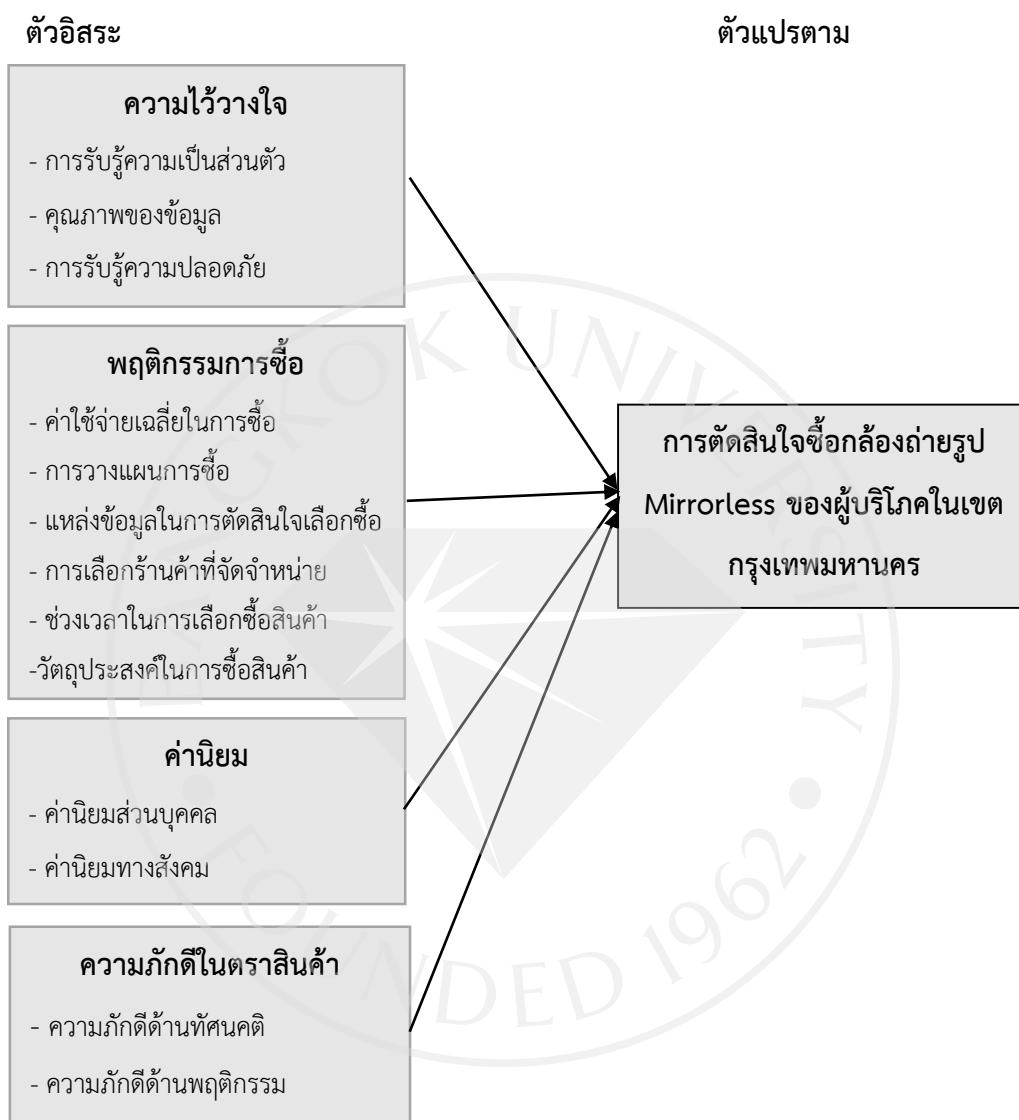 ตัวอิสระ
ตัวแปรตาม
ความไว้วางใจ
- การรับรู้ความเป็นส่วนตัว
- คุณภาพของข้อมูล
- การรับรู้ความปลอดภัย
พฤติกรรมการซื้อ
- ค่าใช้จ่ายเฉลี่ยในการซื้อ
- การวางแผนการซื้อ
- แหล่งข้อมูลในการตัดสินใจเลือกซื้อ
- การเลือกร้านค้าที่จัดจำหน่าย
- ช่วงเวลาในการเลือกซื้อสินค้า
-วัตถุประสงค์ในการซื้อสินค้า
ค่านิยม
- ค่านิยมส่วนบุคคล
- ค่านิยมทางสังคม
ความภักดีในตราสินค้า
- ความภักดีด้านทัศนคติ
- ความภักดีด้านพฤติกรรม
การตัดสินใจซื้อกล้องถ่ายรูป
Mirrorless ของผู้บริโภคในเขต
กรุงเทพมหานคร
BANGKOK UNIVERSITY
FOUNDED 1962